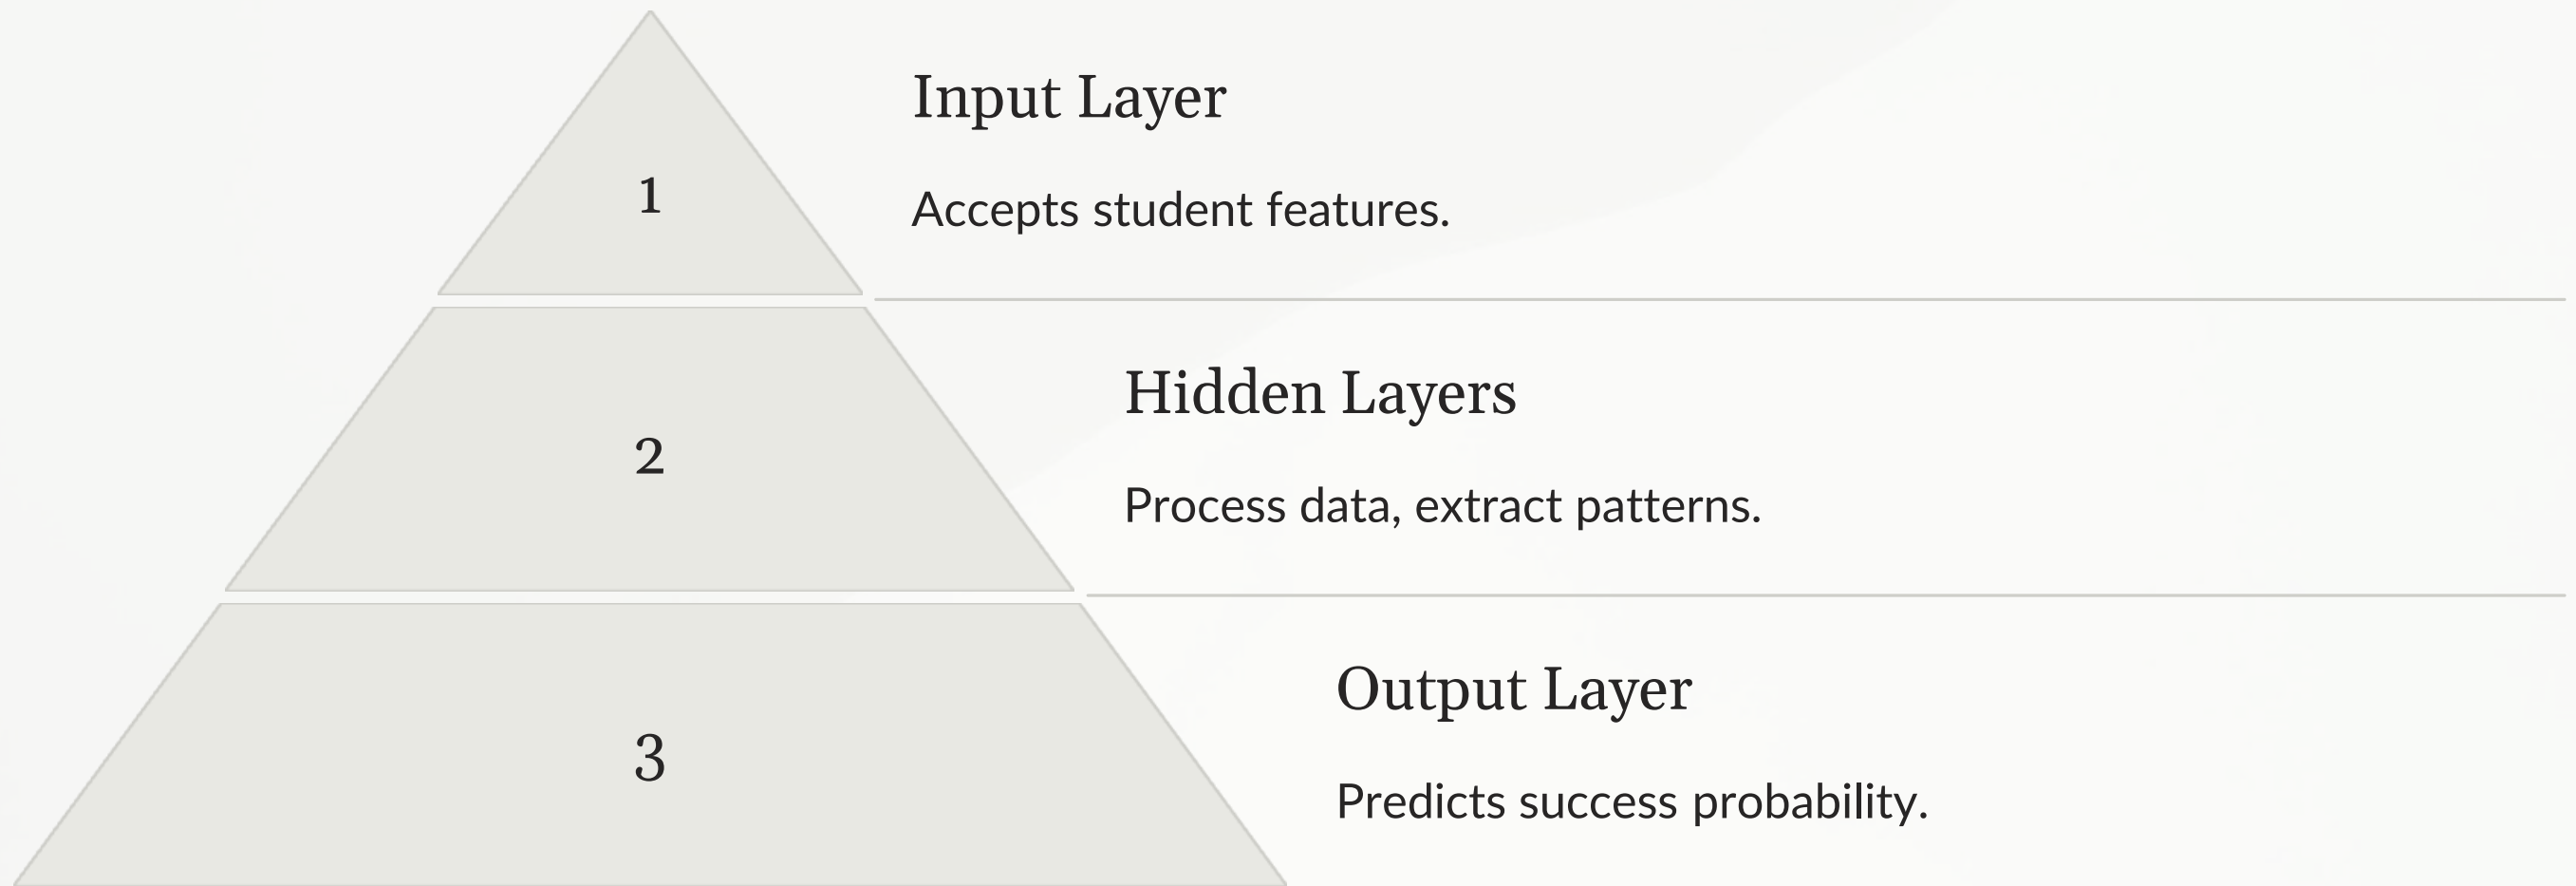 1
Input Layer
Accepts student features.
2
Hidden Layers
Process data, extract patterns.
3
Output Layer
Predicts success probability.